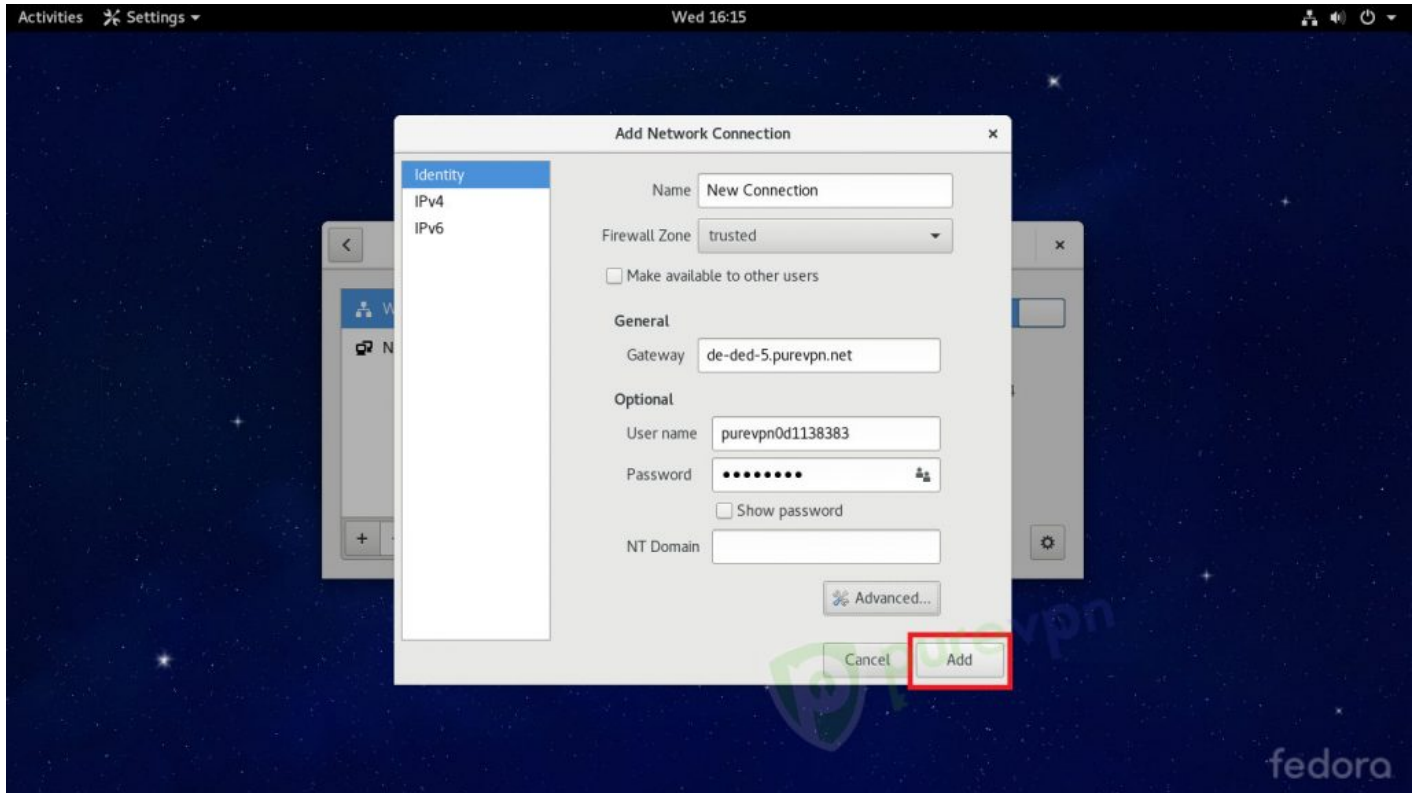 Activities Settings Wed 16:15
Add Network Connection
Identity
IPv4
IPv6
Name New Connection
Firewall Zone trusted
Make available to other users
General
Gateway de-ded-5.purevpn.net
Optional
User name purevpn0d1138383
Password ••••••••
Show password
NT Domain
Advanced...
Cancel Add
W
N
purevpn
fedora